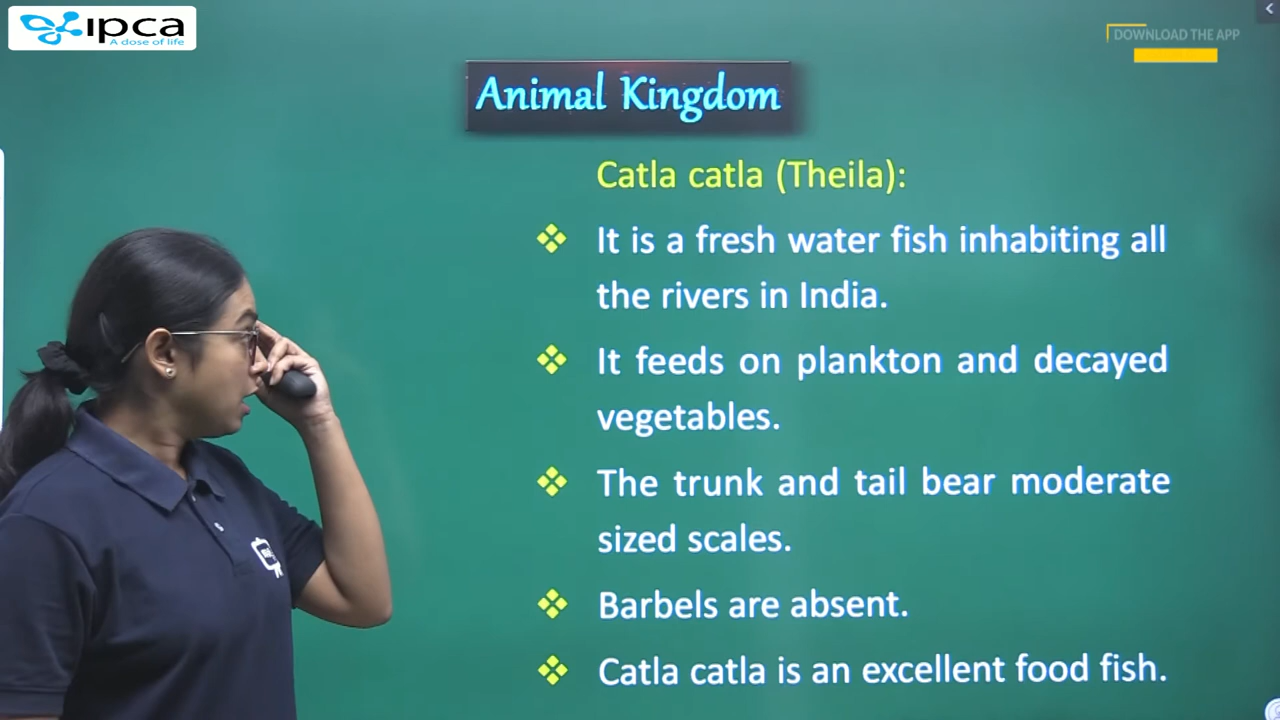 ipca
A dose of life
DOWNLOAD THE APP
Animal Kingdom
Catla catla (Theila):
It is a fresh water fish inhabiting all
the rivers in India.
It feeds on plankton and decayed
vegetables.
The trunk and tail bear moderate
sized scales.
Barbels are absent.
Catla catla is an excellent food fish.